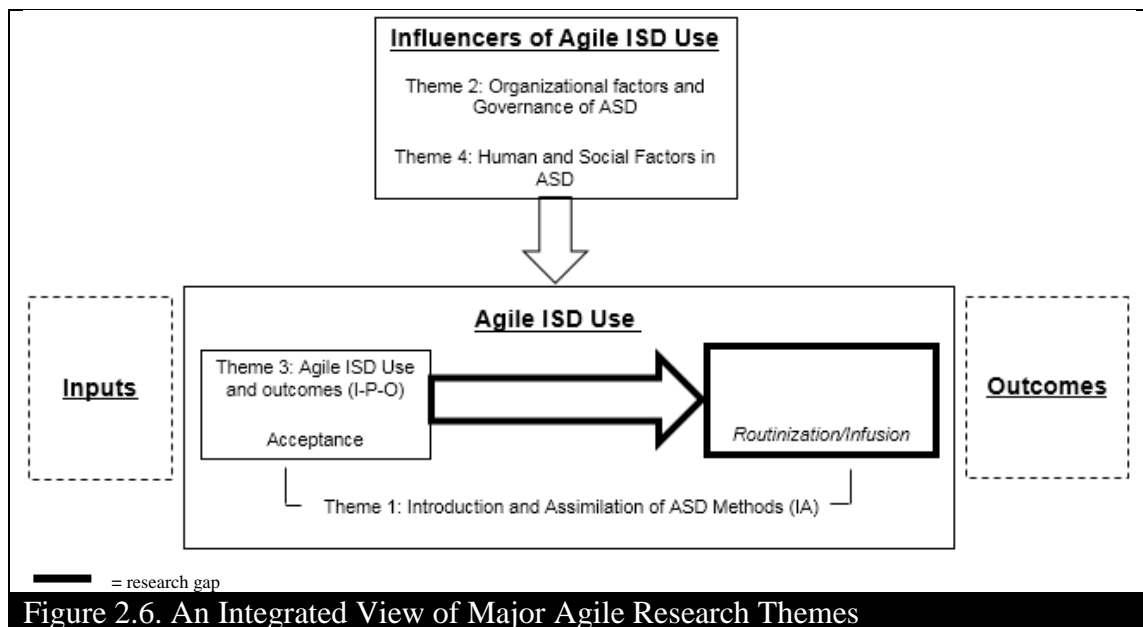 Influencers of Agile ISD Use
Theme 2: Organizational factors and
Governance of ASD
Theme 4: Human and Social Factors in
ASD
Agile ISD Use
Inputs
Theme 3: Agile ISD Use
and outcomes (I-P-O)
Acceptance
Routinization/Infusion
Outcomes
Theme 1: Introduction and Assimilation of ASD Methods (IA)
= research gap
Figure 2.6. An Integrated View of Major Agile Research Themes